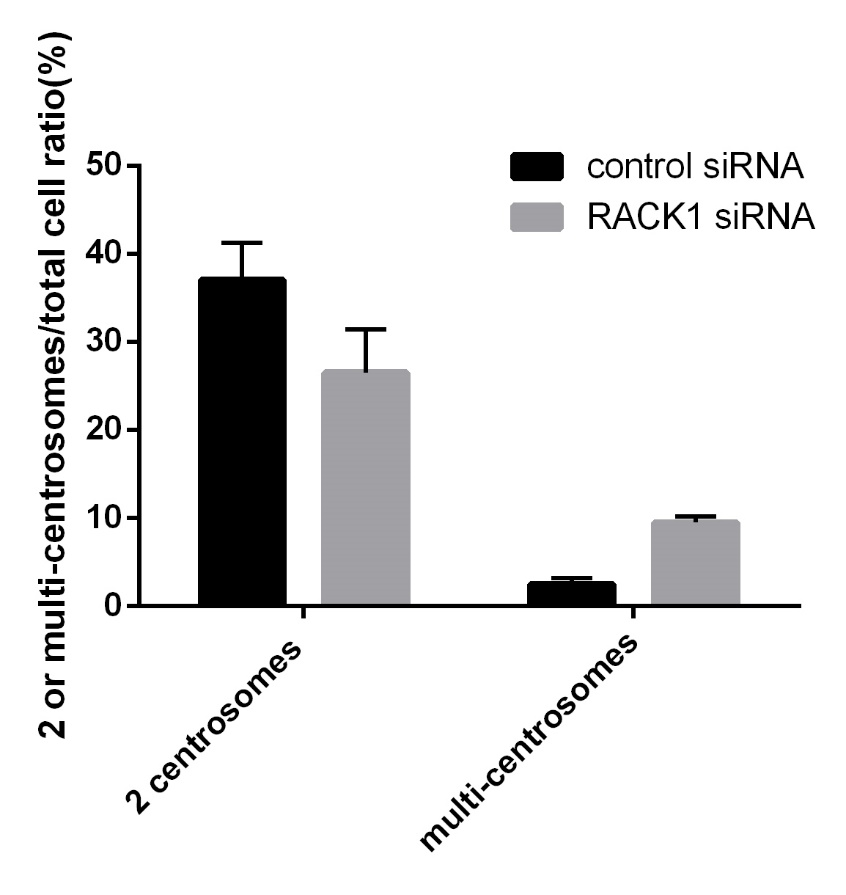 2 or multi-centrosomes/total cell ratio(%)
50
40
30
20
10
0
control siRNA
RACK1 siRNA
2 centrosomes
multi-centrosomes